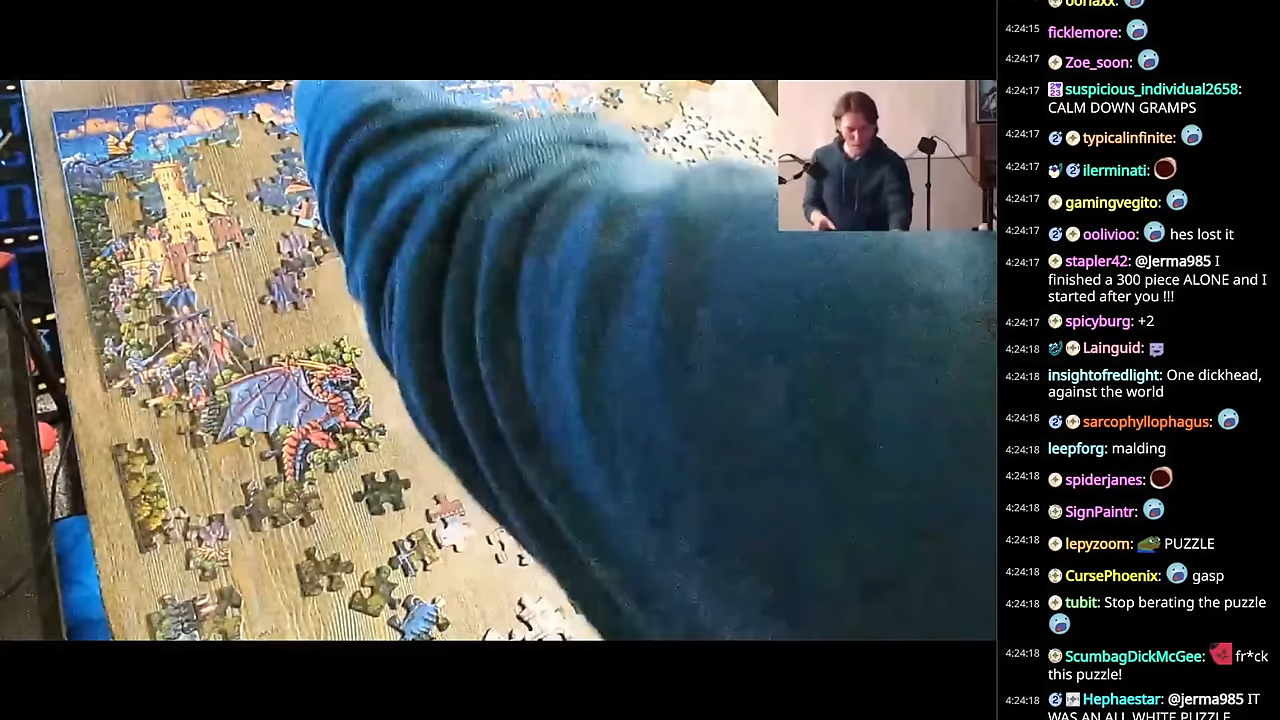 oohaxx:
4:24:15 ficklemore:
4:24:17 Zoe_soon:
4:24:17 suspicious_individual2658:
CALM DOWN GRAMPS
4:24:17 typicalinfinite:
4:24:17 ilerminati:
4:24:17 gamingvegito:
4:24:17 oolivioo: hes lost it
4:24:17 stapler42: @Jerma985 I
finished a 300 piece ALONE and I
started after you !!!
4:24:17 spicyburg: +2
4:24:18 Lainguid:
4:24:18 insightofredlight: One dickhead,
against the world
4:24:18 sarcophyllophagus:
4:24:18 leepforg: malding
4:24:18 spiderjanes:
4:24:18 SignPaintr:
4:24:18 lepyzoom: PUZZLE
4:24:18 CursePhoenix: gasp
4:24:18 tubit: Stop berating the puzzle
4:24:18 ScumbagDickMcGee: fr*ck
this puzzle!
4:24:18 Hephaestar: @jerma985 IT
WAS AN ALL WHITE PUZZLE